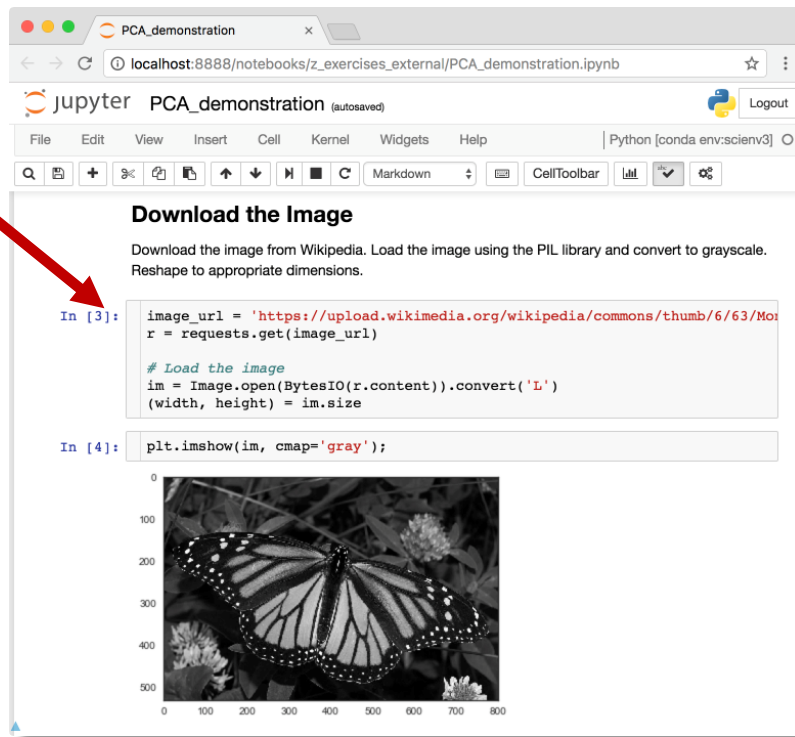 PCA_demonstration ×
localhost:8888/notebooks/z_exercises_external/PCA_demonstration.ipynb
jupyter PCA_demonstration (autosaved) Logout
File Edit View Insert Cell Kernel Widgets Help Python [conda env:scienv3]
Markdown CellToolbar
Download the Image
Download the image from Wikipedia. Load the image using the PIL library and convert to grayscale.
Reshape to appropriate dimensions.
In [3]: image_url = 'https://upload.wikimedia.org/wikipedia/commons/thumb/6/63/Mon
r = requests.get(image_url)
# Load the image
im = Image.open(BytesIO(r.content)).convert('L')
(width, height) = im.size
In [4]: plt.imshow(im, cmap='gray');
0
100
200
300
400
500
0 100 200 300 400 500 600 700 800